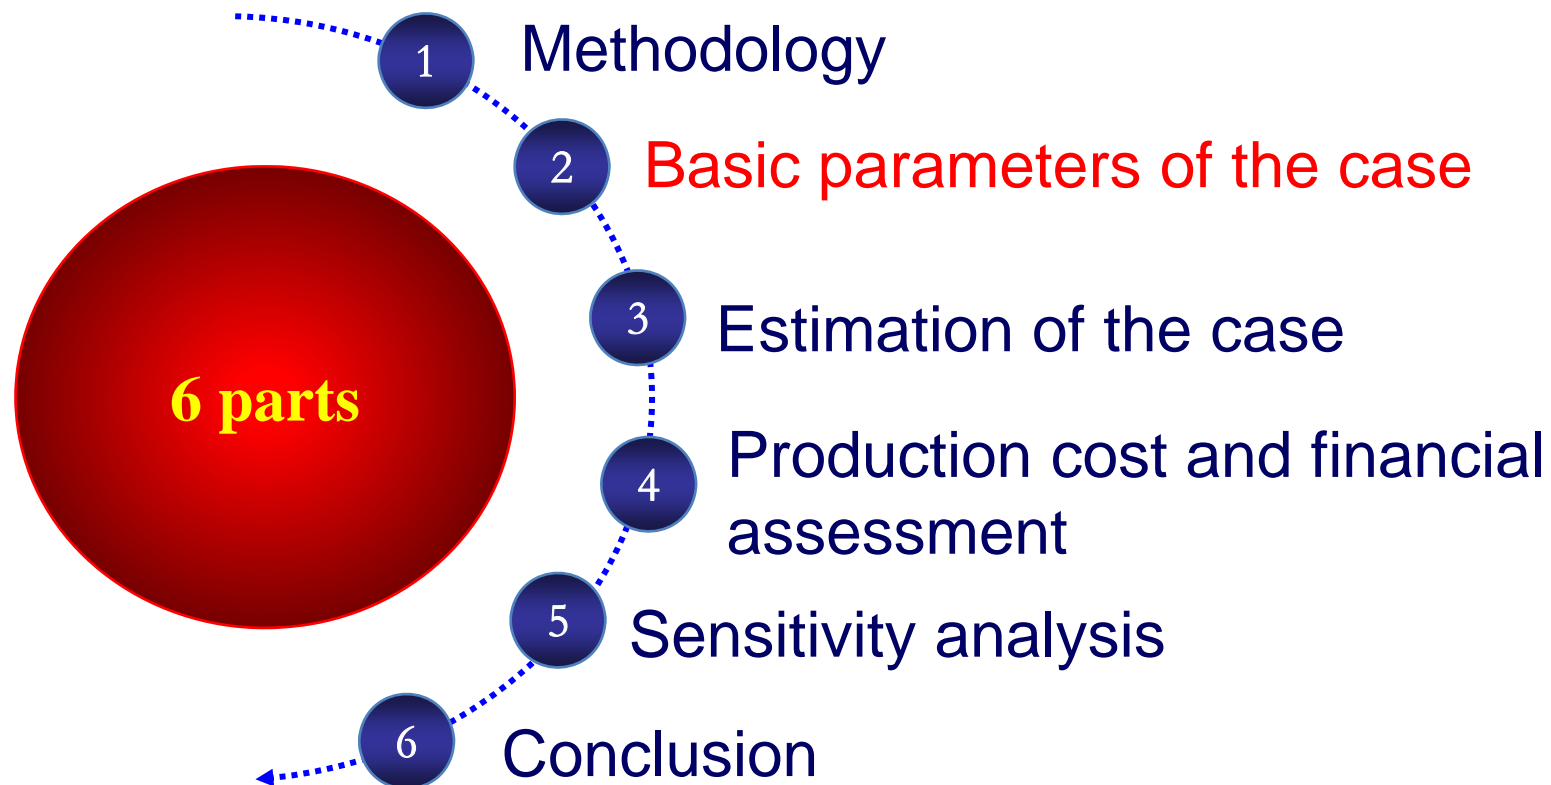 1 Methodology
2 Basic parameters of the case
3 Estimation of the case
6 parts
4 Production cost and financial
assessment
5 Sensitivity analysis
6 Conclusion